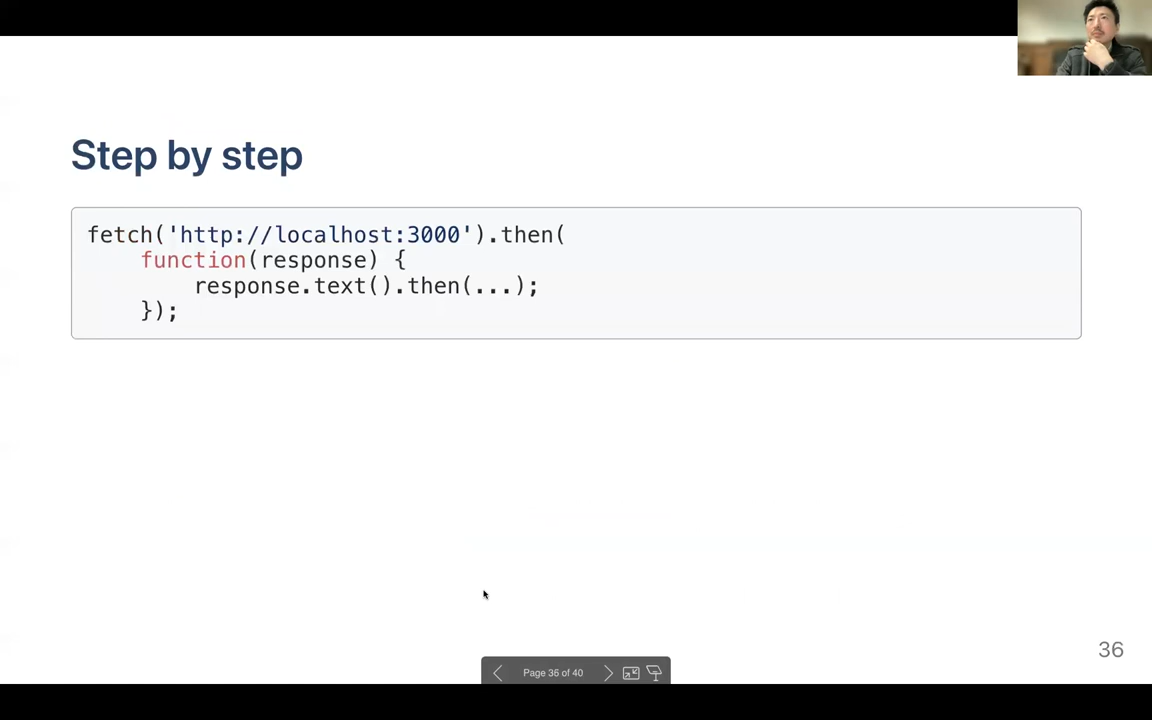 Step by step
fetch('http://localhost:3000').then(
    function(response) {
        response.text().then(...);
    });
36
Page 36 of 40